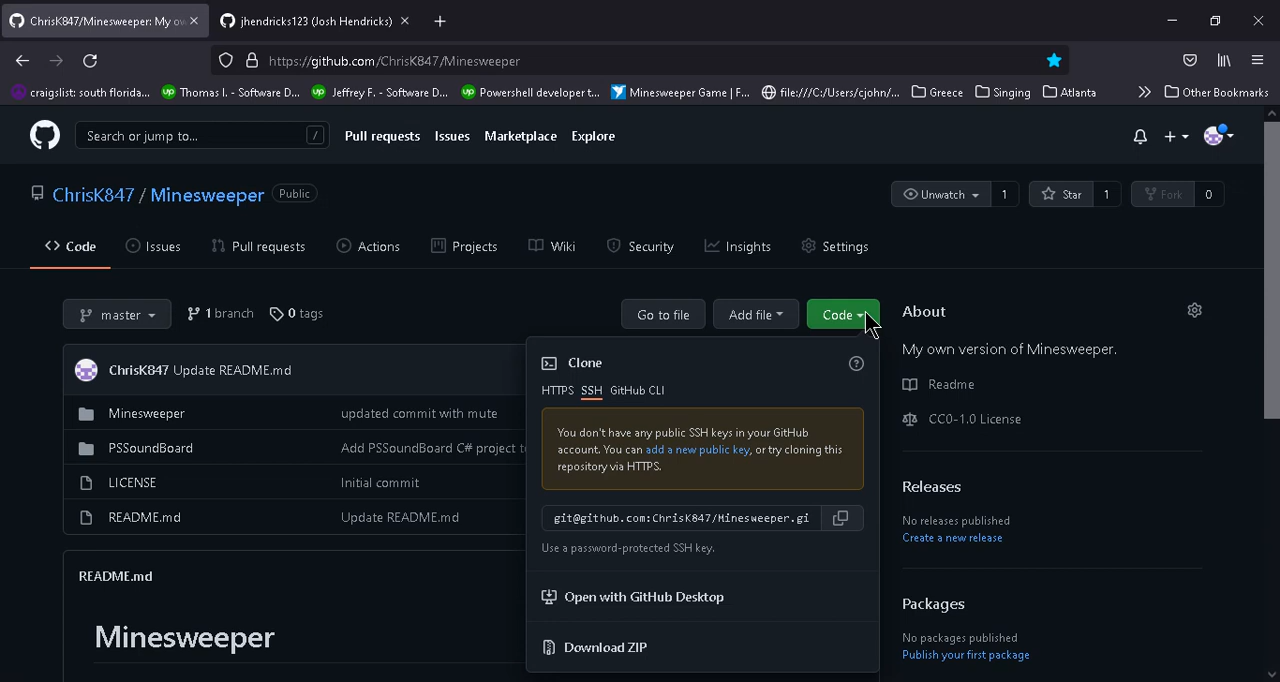 ChrisK847/Minesweeper: My ow
jhendricks123 (Josh Hendricks)
https://github.com/ChrisK847/Minesweeper
craigslist: south florida...
Thomas I. - Software D...
Jeffrey F. - Software D...
Powershell developer t...
Minesweeper Game | F...
file:///C:/Users/cjohn/...
Greece
Singing
Atlanta
Other Bookmarks
Search or jump to...
/
Pull requests
Issues
Marketplace
Explore
ChrisK847 / Minesweeper
Public
Unwatch
1
Star
1
Fork
0
Code
Issues
Pull requests
Actions
Projects
Wiki
Security
Insights
Settings
master
1 branch
0 tags
Go to file
Add file
Code
About
My own version of Minesweeper.
Readme
CC0-1.0 License
Clone
HTTPS SSH GitHub CLI
You don't have any public SSH keys in your GitHub
account. You can add a new public key, or try cloning this
repository via HTTPS.
git@github.com:ChrisK847/Minesweeper.gi
Use a password-protected SSH key.
Open with GitHub Desktop
Download ZIP
ChrisK847 Update README.md
Minesweeper
updated commit with mute
PSSoundBoard
Add PSSoundBoard C# project t
LICENSE
Initial commit
README.md
Update README.md
README.md
Minesweeper
Releases
No releases published
Create a new release
Packages
No packages published
Publish your first package